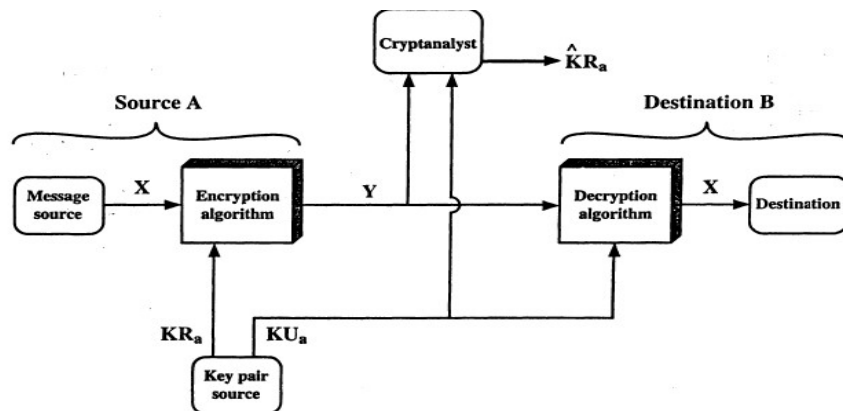 Cryptanalyst
K̂Rₐ
Source A
Destination B
Message
source
X
Encryption
algorithm
Y
Decryption
algorithm
X
Destination
KRₐ
KUₐ
Key pair
source